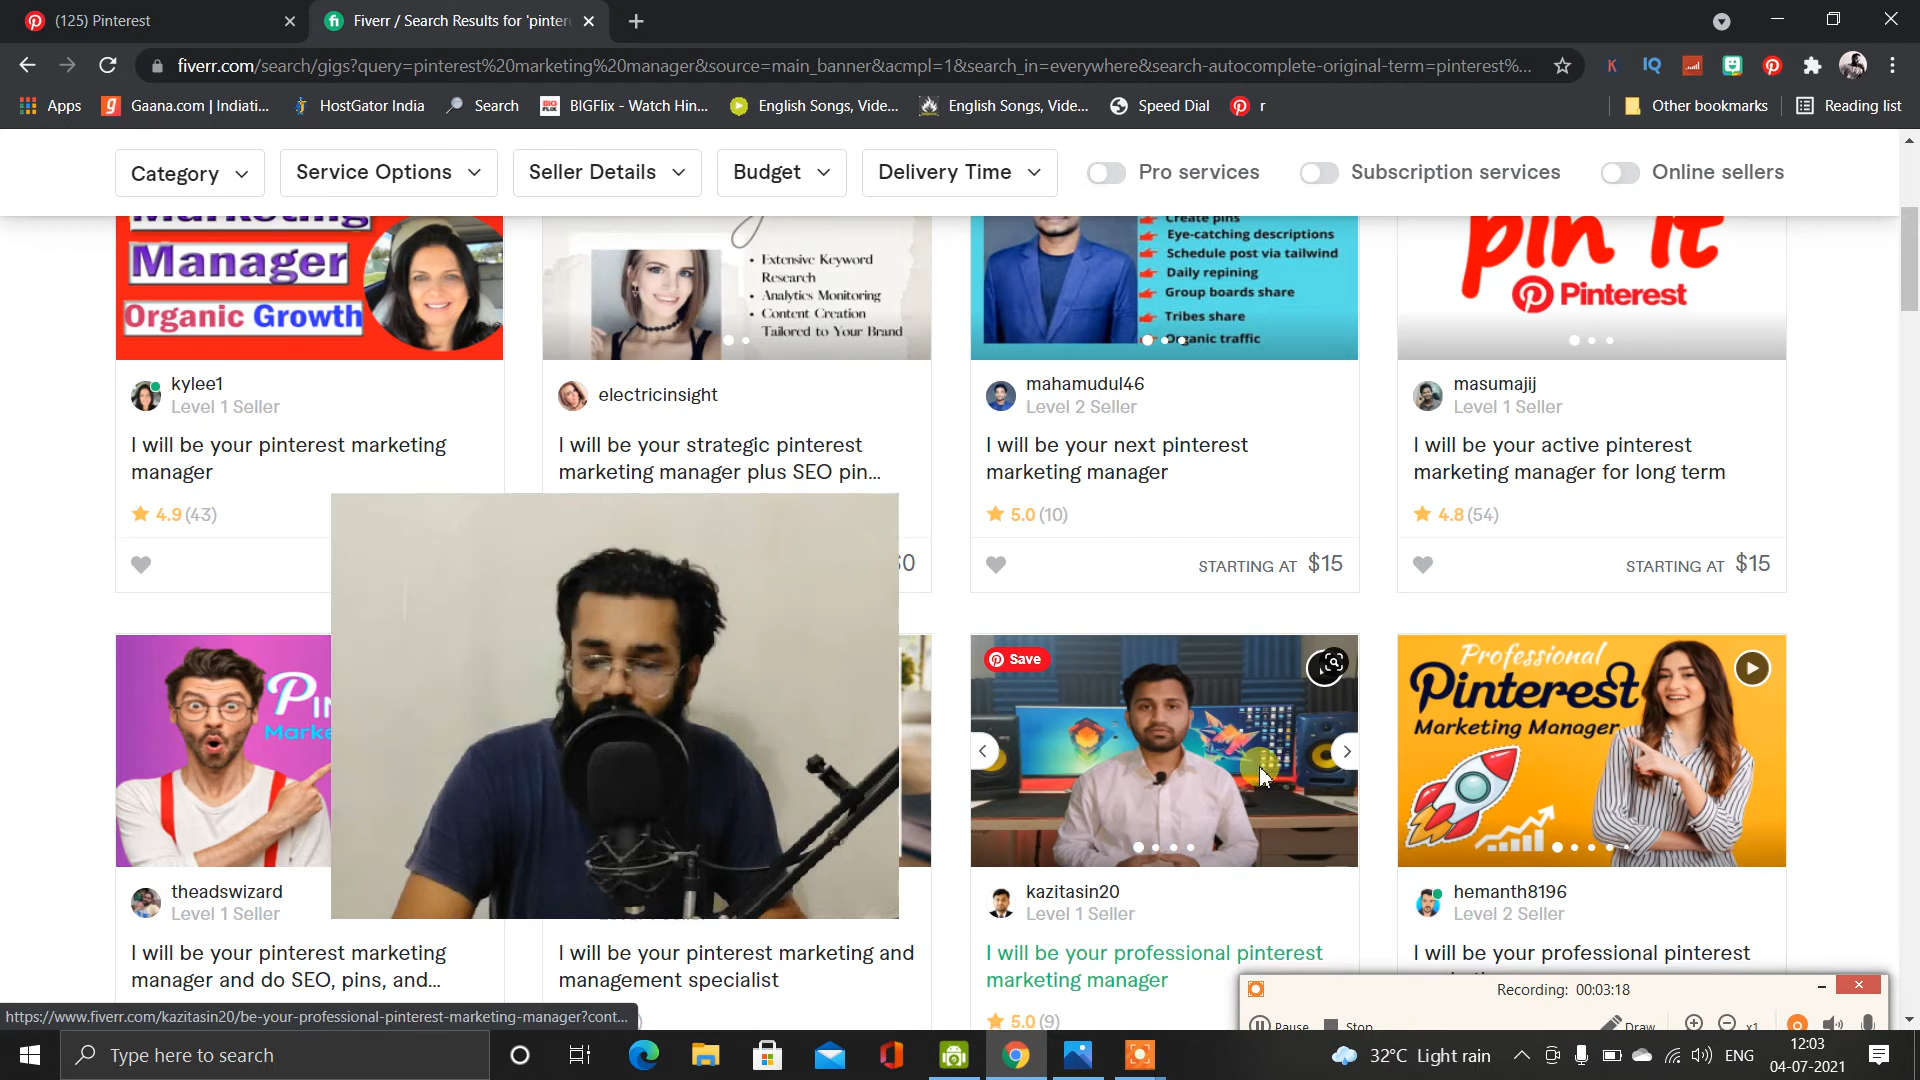 (125) Pinterest
Fiverr / Search Results for 'pinter
fiverr.com/search/gigs?query=pinterest%20marketing%20manager&source=main_banner&acmpl=1&search_in=everywhere&search-autocomplete-original-term=pinterest%...
Apps
Gaana.com | Indiati...
HostGator India
Search
BIGFlix - Watch Hin...
English Songs, Vide...
English Songs, Vide...
Speed Dial
r
Other bookmarks
Reading list
Category
Service Options
Seller Details
Budget
Delivery Time
Pro services
Subscription services
Online sellers
Marketing
Manager
Organic Growth
• Extensive Keyword
Research
• Analytics Monitoring
• Content Creation
Tailored to Your Brand
Create pins
Eye-catching descriptions
Schedule post via tailwind
Daily repining
Group boards share
Tribes share
Organic traffic
pin it
Pinterest
kylee1
Level 1 Seller
I will be your pinterest marketing
manager
4.9 (43)
electricinsight
I will be your strategic pinterest
marketing manager plus SEO pin...
mahamudul46
Level 2 Seller
I will be your next pinterest
marketing manager
5.0 (10)
STARTING AT $15
masumajij
Level 1 Seller
I will be your active pinterest
marketing manager for long term
4.8 (54)
STARTING AT $15
Save
Professional
Pinterest
Marketing Manager
theadswizard
Level 1 Seller
I will be your pinterest marketing
manager and do SEO, pins, and...
I will be your pinterest marketing and
management specialist
kazitasin20
Level 1 Seller
I will be your professional pinterest
marketing manager
5.0 (9)
hemanth8196
Level 2 Seller
I will be your professional pinterest
Recording: 00:03:18
Pause
Stop
Draw
x1
https://www.fiverr.com/kazitasin20/be-your-professional-pinterest-marketing-manager?cont...
Type here to search
32°C Light rain
ENG
12:03
04-07-2021